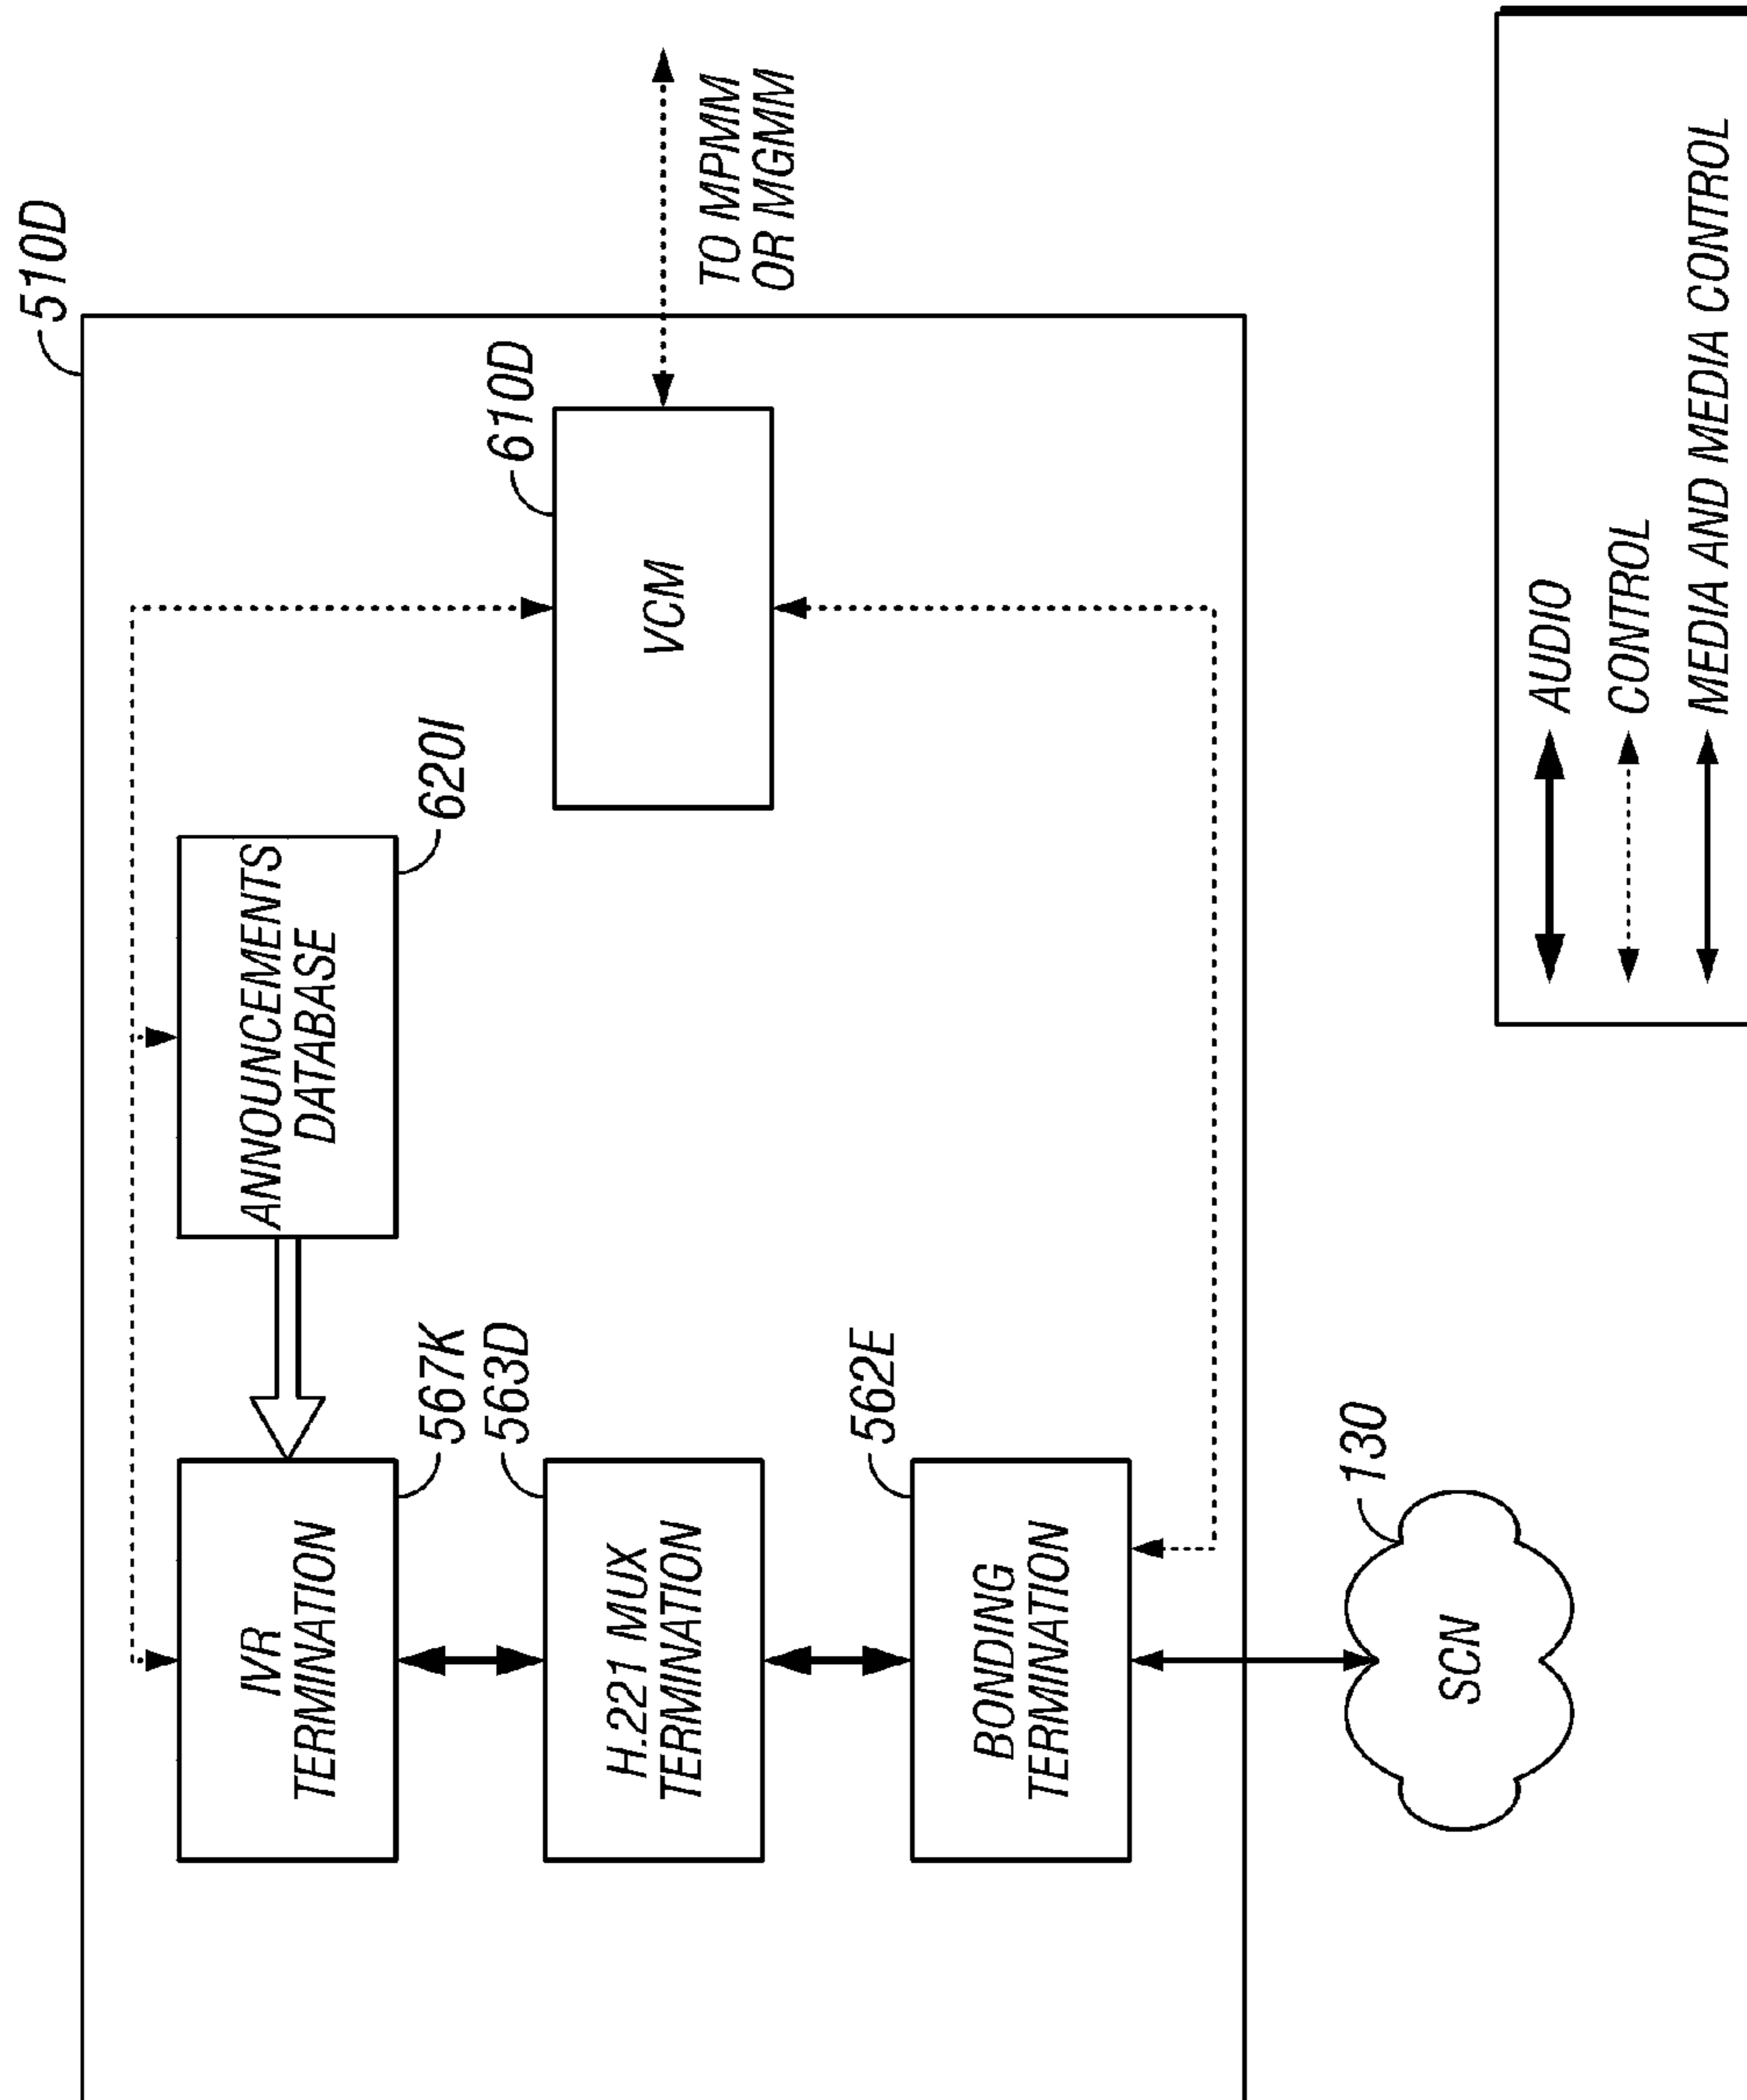 510D
IVR
TERMINATION
567K
ANNOUNCEMENTS
DATABASE
620I
H.221 MUX
TERMINATION
563D
VCM
610D
TO MPMM
OR MGMM
BONDING
TERMINATION
562E
SCN
130
AUDIO
CONTROL
MEDIA AND MEDIA CONTROL